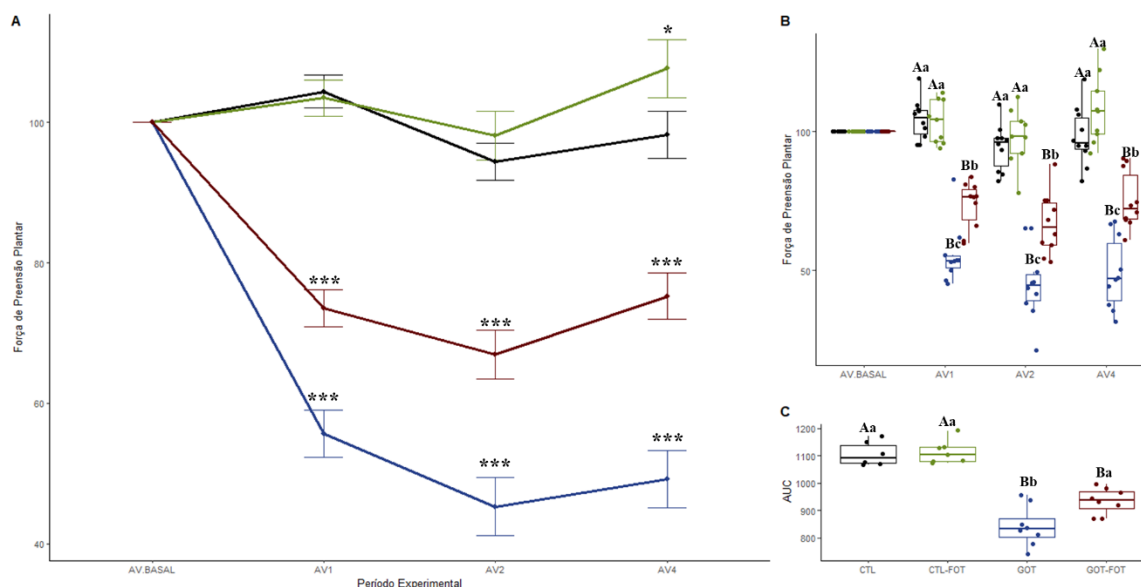 A
Força de Preensão Plantar
100
80
60
40
*
***
***
***
***
***
***
AV.BASAL AV1 AV2 AV4
Período Experimental
B
Força de Preensão Plantar
100
50
Aa Aa Bc Bb
Aa Aa Bc Bb
Aa Aa Bc Bb
AV.BASAL AV1 AV2 AV4
C
AUC
1200
1100
1000
900
800
Aa Aa Bb Ba
CTL CTL-FOT GOT GOT-FOT